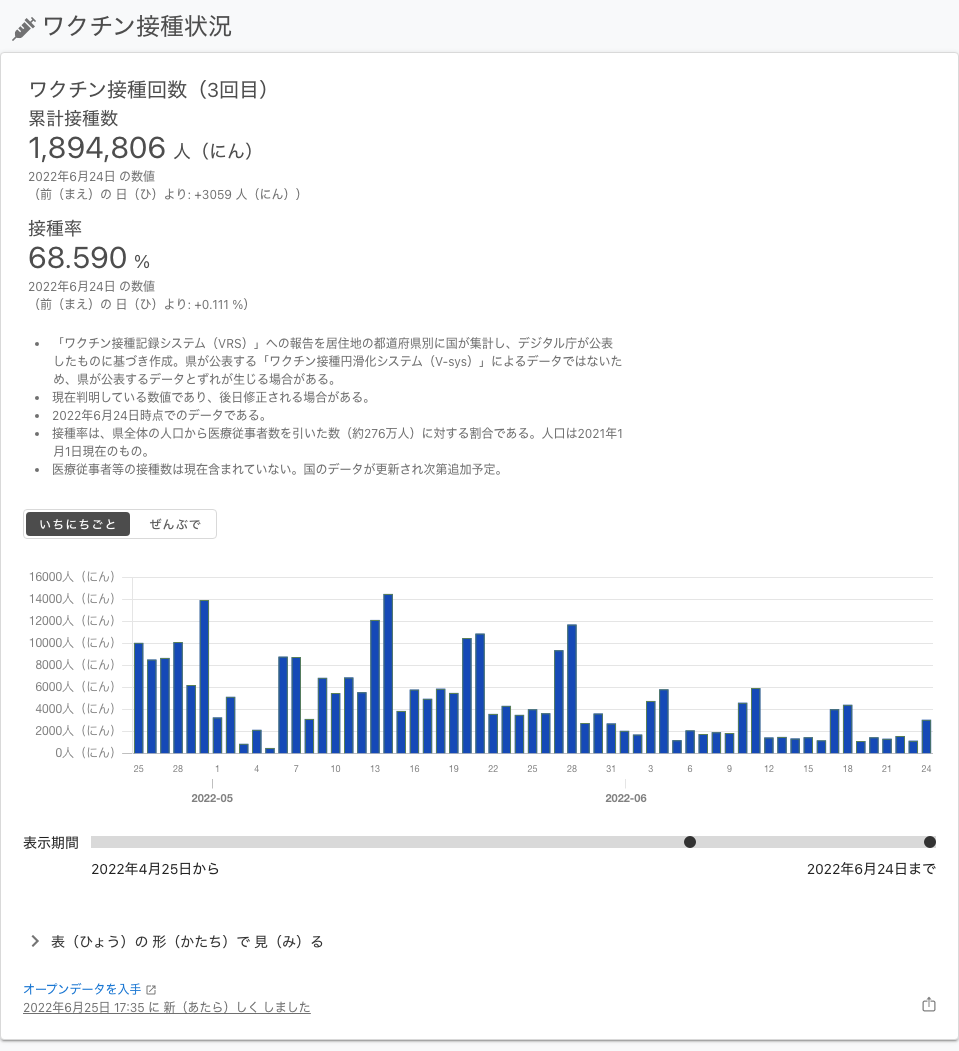 ワクチン接種状況
ワクチン接種回数（3回目）
累計接種数
1,894,806 人（にん）
2022年6月24日 の数値
（前（まえ）の 日（ひ）より: +3059 人（にん））
接種率
68.590 %
2022年6月24日 の数値
（前（まえ）の 日（ひ）より: +0.111 %）
• 「ワクチン接種記録システム（VRS）」への報告を居住地の都道府県別に国が集計し、デジタル庁が公表
したものに基づき作成。県が公表する「ワクチン接種円滑化システム（V-sys）」によるデータではないた
め、県が公表するデータとずれが生じる場合がある。
• 現在判明している数値であり、後日修正される場合がある。
• 2022年6月24日時点でのデータである。
• 接種率は、県全体の人口から医療従事者数を引いた数（約276万人）に対する割合である。人口は2021年1
月1日現在のもの。
• 医療従事者等の接種数は現在含まれていない。国のデータが更新され次第追加予定。
いちにちごと ぜんぶで
16000人（にん）
14000人（にん）
12000人（にん）
10000人（にん）
8000人（にん）
6000人（にん）
4000人（にん）
2000人（にん）
0人（にん）
25 28 1 4 7 10 13 16 19 22 25 28 31 3 6 9 12 15 18 21 24
2022-05 2022-06
表示期間
2022年4月25日から 2022年6月24日まで
表（ひょう）の 形（かたち）で 見（み）る
オープンデータを入手
2022年6月25日 17:35 に 新（あたら）しく しました